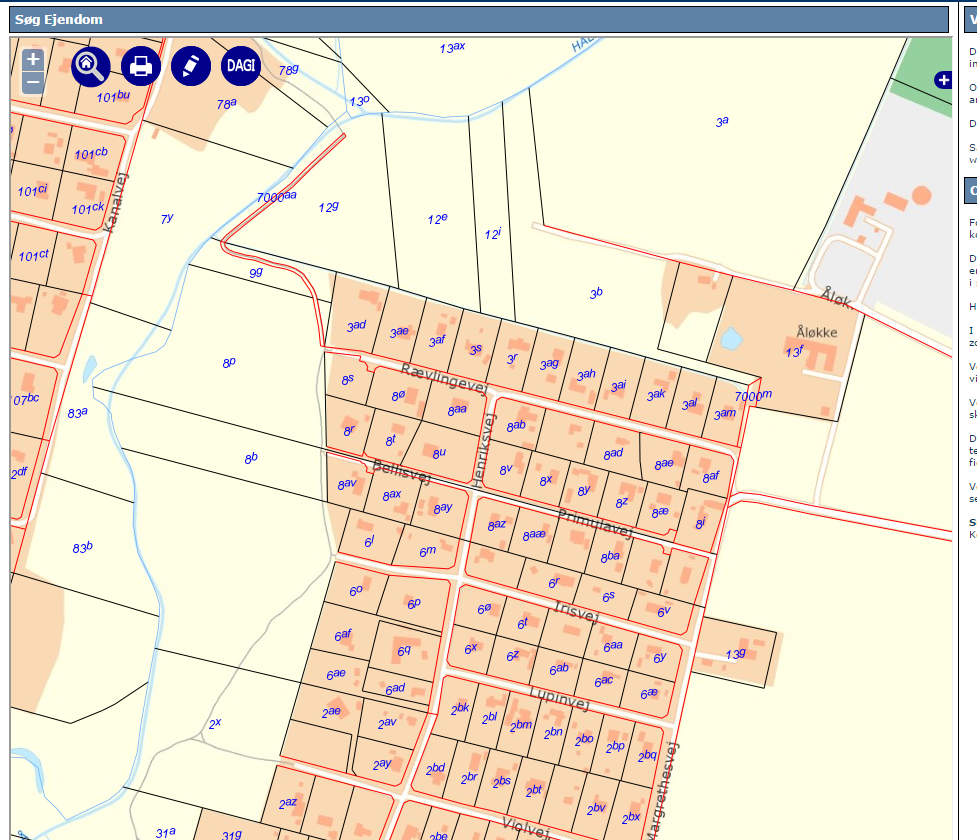 Søg Ejendom
+
−
DAGI
13ax
HAL
78g
13o
101bu
78a
3a
101cb
101ci
101ck
Kanalvej
7000aa
12g
7y
12e
12i
101ct
9g
3b
Åløk.
Åløkke
13f
3ad
3ae
3af
3s
3r
3ag
3ah
3ai
3ak
3al
3am
7000m
8p
8s
Rævlingevej
8ø
8aa
07bc
83a
Henriksvej
8ab
8r
8t
8u
8ad
8ae
8af
8b
8v
8x
8y
8z
8æ
8i
Bellisvej
2df
8av
8ax
8ay
8az
8aæ
Primulavej
8ba
83b
6l
6m
6r
6s
6v
6o
6p
6ø
6t
Irisvej
6aa
6y
6af
6q
6x
6z
6ab
6ac
6æ
13g
6ae
6ad
Lupinvej
2ae
2av
2bk
2bl
2bm
2bn
2bo
2bp
2bq
2x
2ay
2bd
2br
2bs
2bt
2bv
2bx
Margrethesvej
2az
31a
31g
2be
Violvej
+